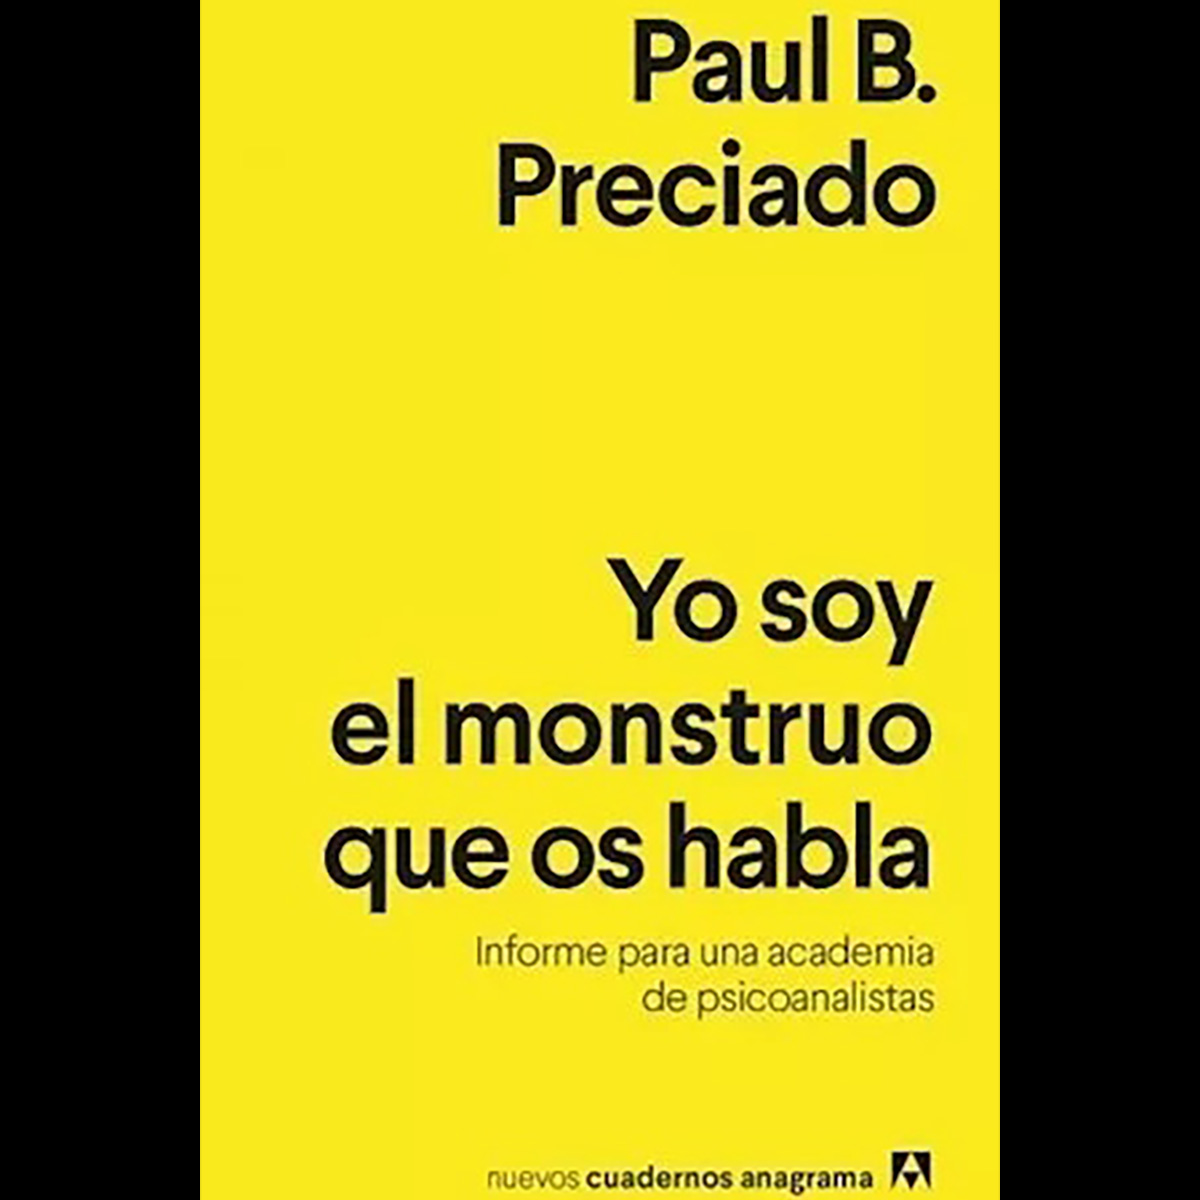 Paul B.
Preciado
Yo soy
el monstruo
que os habla
Informe para una academia
de psicoanalistas
nuevos cuadernos anagrama